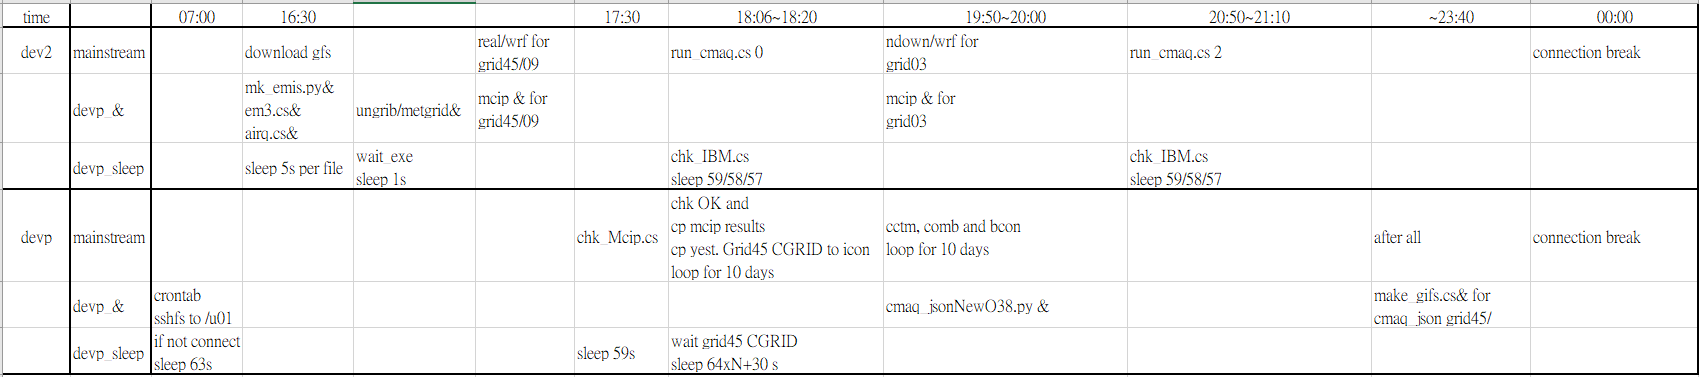 time 07:00 16:30 17:30 18:06~18:20 19:50~20:00 20:50~21:10 ~23:40 00:00
dev2 mainstream
download gfs
real/wrf for
grid45/09
run_cmaq.cs 0
ndown/wrf for
grid03
run_cmaq.cs 2
connection break
devp_&
mk_emis.py&
em3.cs&
airq.cs&
ungrib/metgrid&
mcip & for
grid45/09
mcip & for
grid03
devp_sleep
sleep 5s per file
wait_exe
sleep 1s
chk_IBM.cs
sleep 59/58/57
chk_IBM.cs
sleep 59/58/57
devp mainstream
chk_Mcip.cs
chk OK and
cp mcip results
cp yest. Grid45 CGRID to icon
loop for 10 days
cctm, comb and bcon
loop for 10 days
after all
connection break
devp_&
crontab
sshfs to /u01
cmaq_jsonNewO38.py &
make_gifs.cs& for
cmaq_json grid45/
devp_sleep
if not connect
sleep 63s
sleep 59s
wait grid45 CGRID
sleep 64xN+30 s